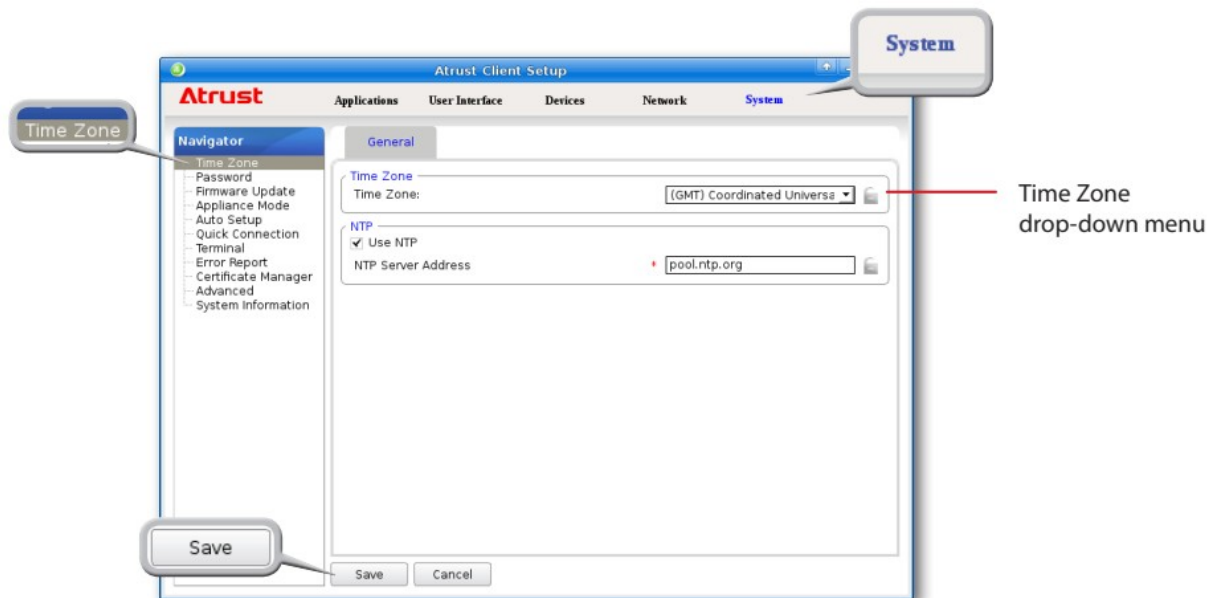 System
Atrust Client Setup
Atrust
Applications User Interface Devices Network System
Time Zone
Navigator
General
Time Zone
Password
Firmware Update
Appliance Mode
Auto Setup
Quick Connection
Terminal
Error Report
Certificate Manager
Advanced
System Information
Time Zone
Time Zone: (GMT) Coordinated Universa
NTP
Use NTP
NTP Server Address * pool.ntp.org
Time Zone
drop-down menu
Save
Save Cancel